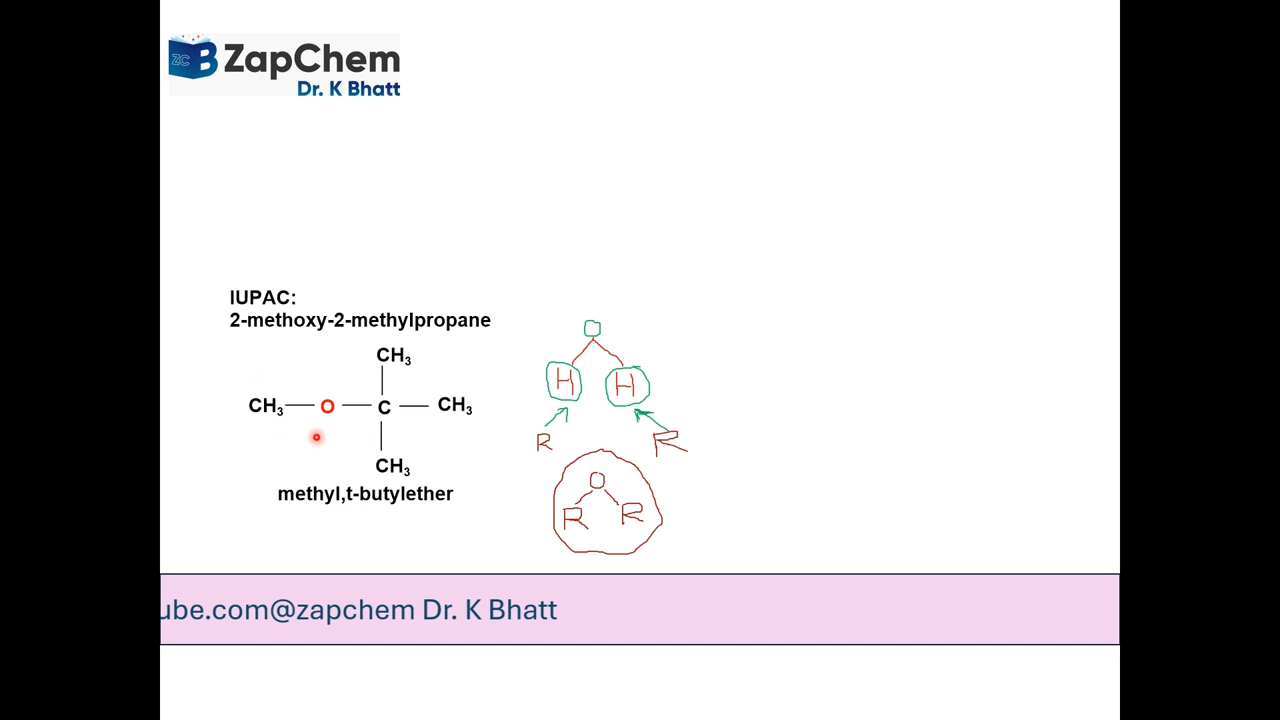 ZC B ZapChem
Dr. K Bhatt
IUPAC:
2-methoxy-2-methylpropane
CH₃
CH₃ — O — C — CH₃
CH₃
methyl,t-butylether
O
H H
R R
O
R R
ube.com@zapchem Dr. K Bhatt